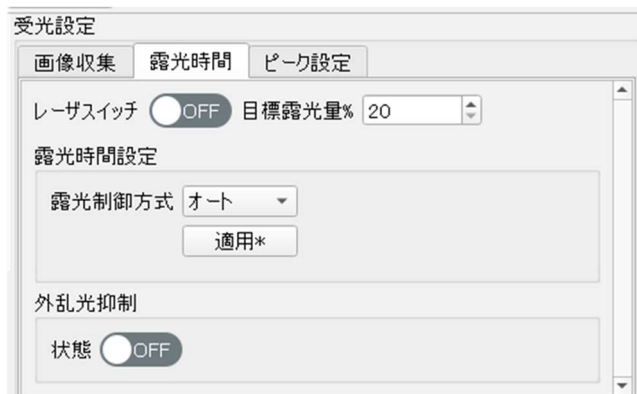 受光設定
画像収集 露光時間 ピーク設定
レーザスイッチ OFF 目標露光量% 20
露光時間設定
露光制御方式 オート
適用*
外乱光抑制
状態 OFF